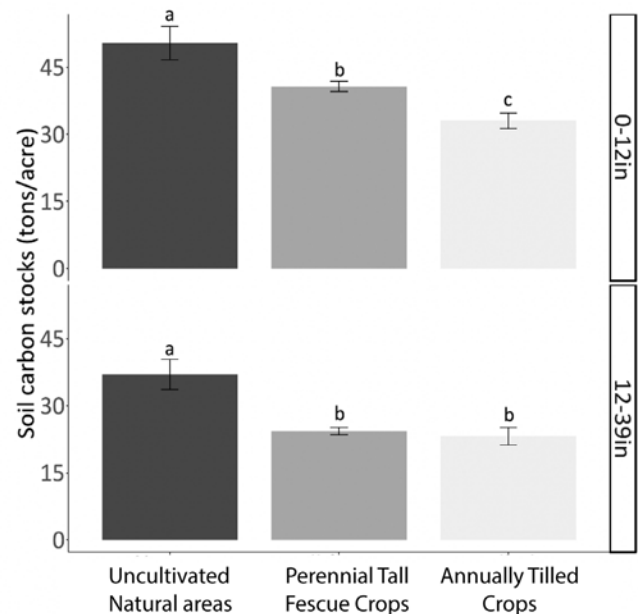 Soil carbon stocks (tons/acre)
45
30
15
0
a
b
c
0-12in
45
30
15
0
a
b
b
12-39in
Uncultivated
Natural areas
Perennial Tall
Fescue Crops
Annually Tilled
Crops